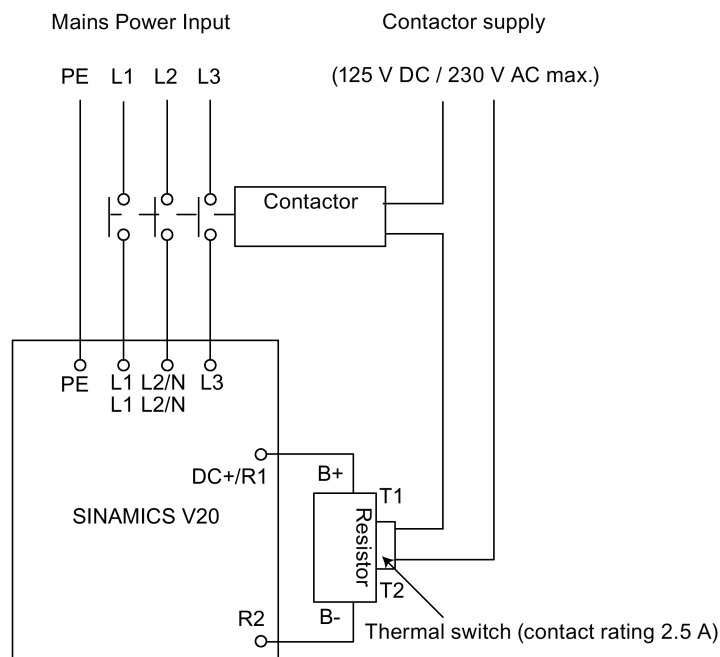 Mains Power Input
Contactor supply
PE L1 L2 L3
(125 V DC / 230 V AC max.)
Contactor
PE L1 L2/N L3
L1 L2/N
DC+/R1
B+
T1
SINAMICS V20
Resistor
T2
R2
B-
Thermal switch (contact rating 2.5 A)